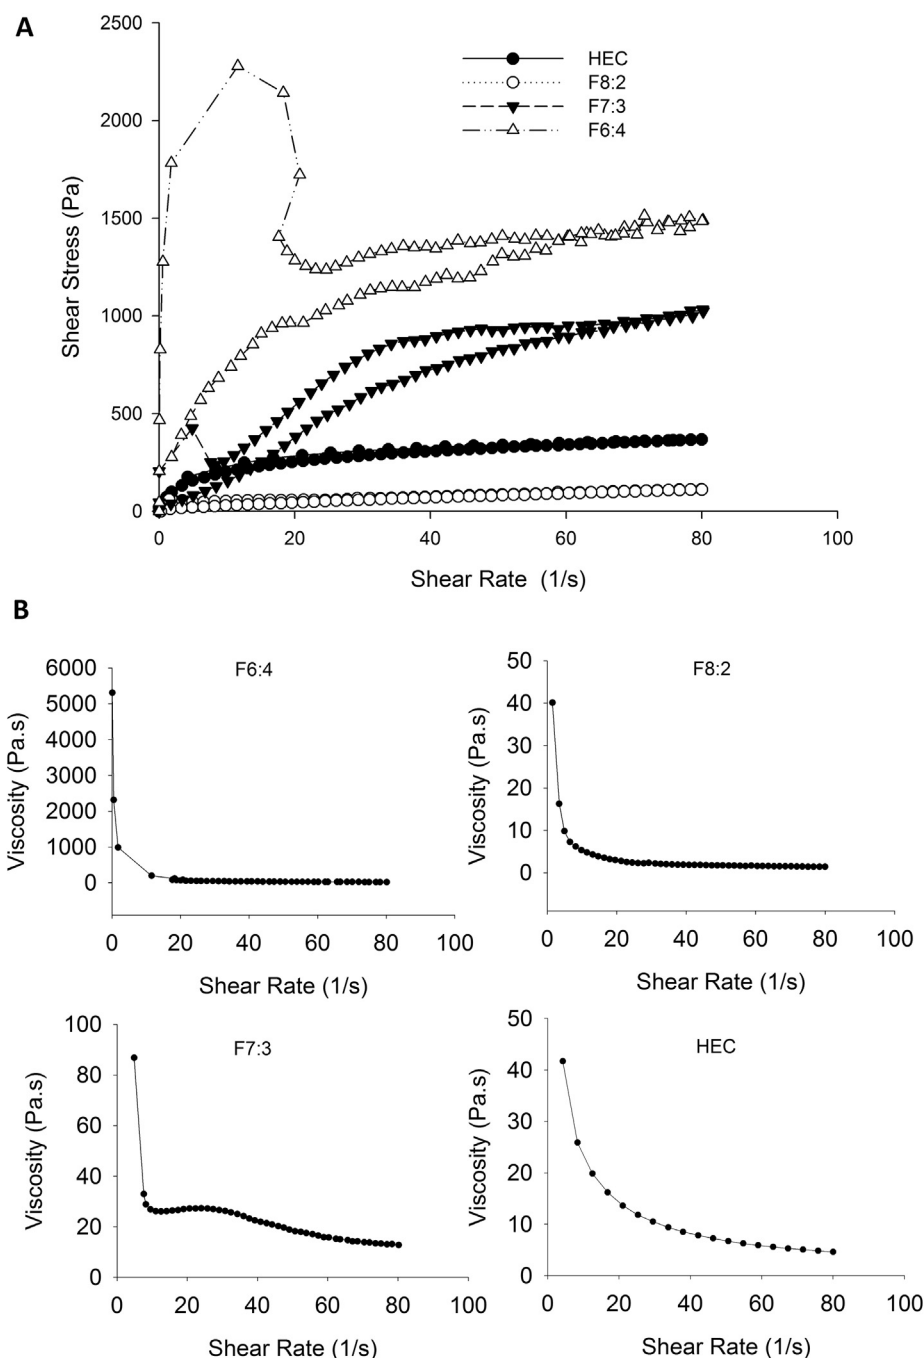 A
2500
2000
1500
1000
500
0
Shear Stress (Pa)
HEC
F8:2
F7:3
F6:4
0 20 40 60 80 100
Shear Rate (1/s)
B
F6:4
6000
5000
4000
3000
2000
1000
0
Viscosity (Pa.s)
0 20 40 60 80 100
Shear Rate (1/s)
F8:2
50
40
30
20
10
0
Viscosity (Pa.s)
0 20 40 60 80 100
Shear Rate (1/s)
F7:3
100
80
60
40
20
0
Viscosity (Pa.s)
0 20 40 60 80 100
Shear Rate (1/s)
HEC
50
40
30
20
10
0
Viscosity (Pa.s)
0 20 40 60 80 100
Shear Rate (1/s)